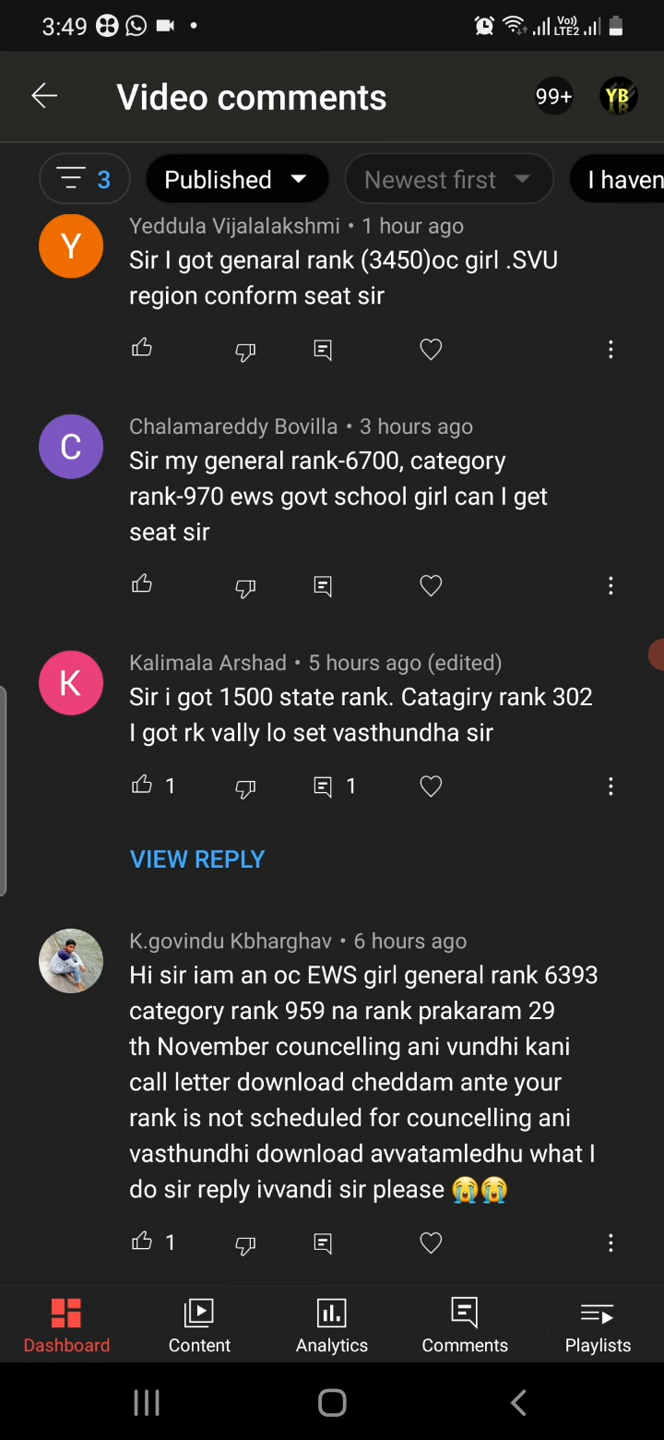 3:49
Vo)) LTE2
Video comments
99+
YB
3
Published
Newest first
I haven
Y
Yeddula Vijalalakshmi • 1 hour ago
Sir I got genaral rank (3450)oc girl .SVU
region conform seat sir
C
Chalamareddy Bovilla • 3 hours ago
Sir my general rank-6700, category
rank-970 ews govt school girl can I get
seat sir
K
Kalimala Arshad • 5 hours ago (edited)
Sir i got 1500 state rank. Catagiry rank 302
I got rk vally lo set vasthundha sir
1
1
VIEW REPLY
K.govindu Kbharghav • 6 hours ago
Hi sir iam an oc EWS girl general rank 6393
category rank 959 na rank prakaram 29
th November councelling ani vundhi kani
call letter download cheddam ante your
rank is not scheduled for councelling ani
vasthundhi download avvatamledhu what I
do sir reply ivvandi sir please 😭😭
1
Dashboard
Content
Analytics
Comments
Playlists